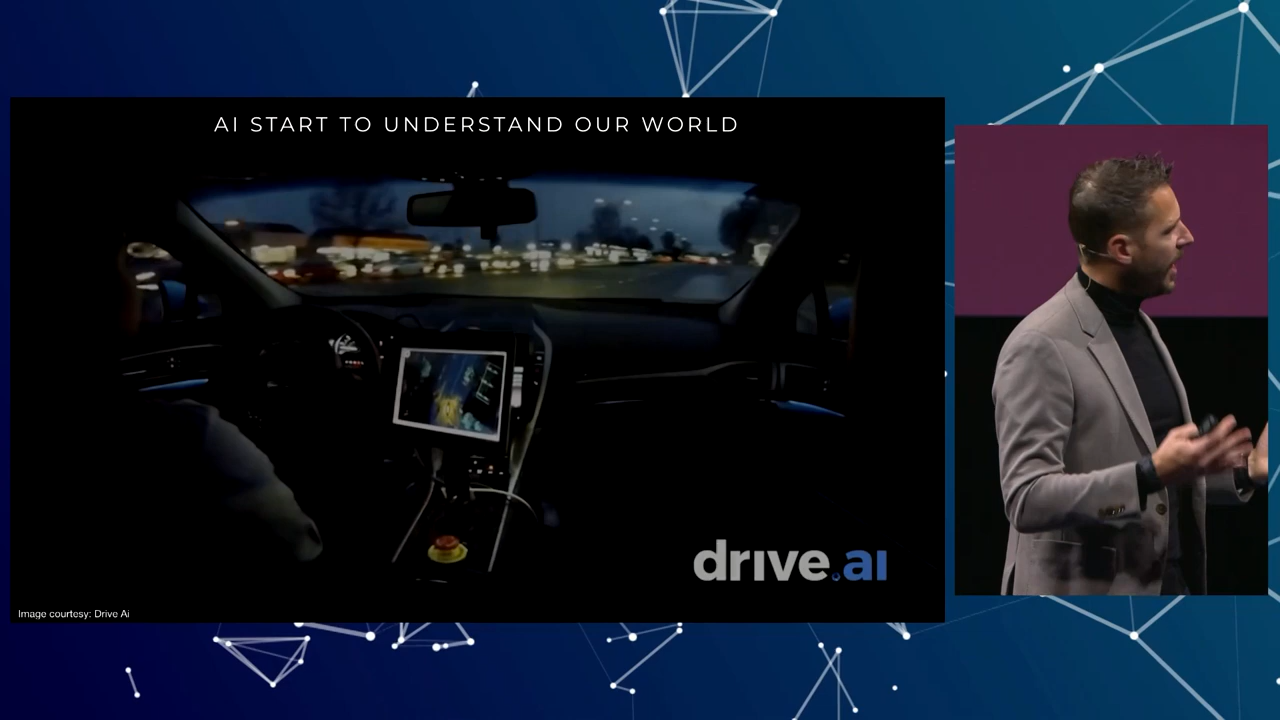 AI START TO UNDERSTAND OUR WORLD
drive.ai
Image courtesy: Drive Ai